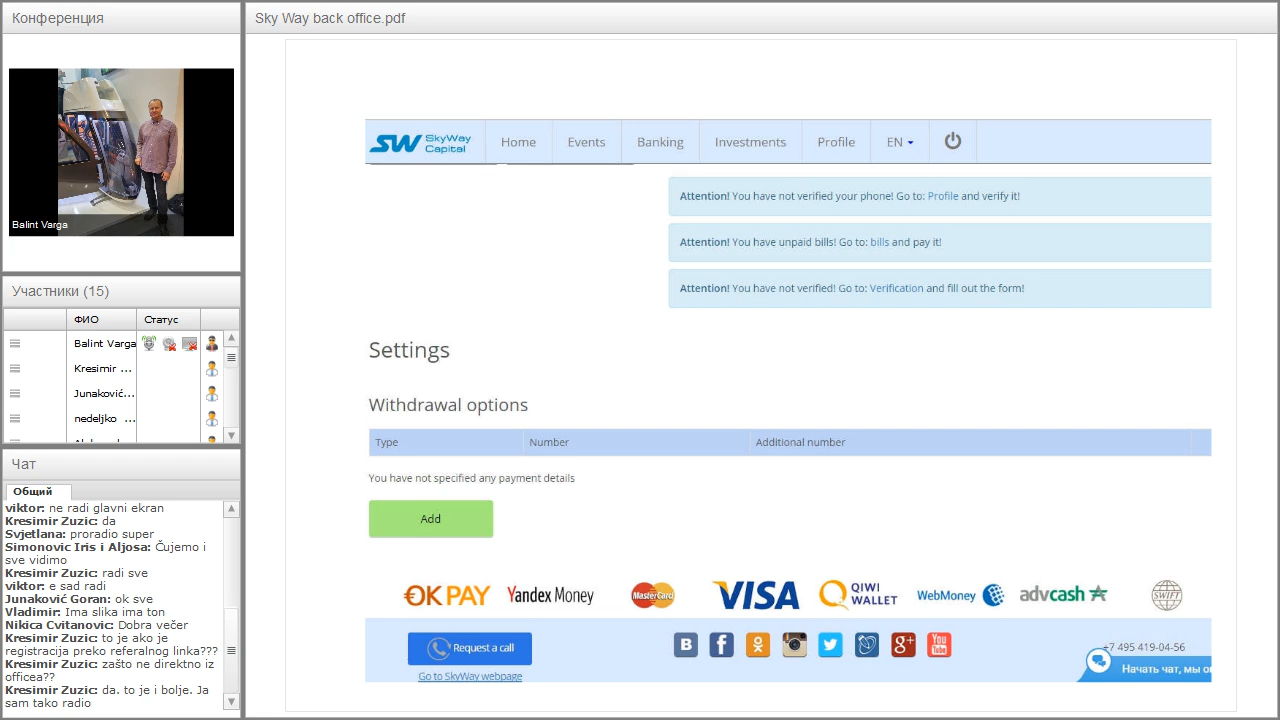 Конференция
Balint Varga
Участники (15)
ФИО
Статус
Balint Varga
Kresimir ...
Junaković...
nedeljko ...
Чат
Общий
viktor: ne radi glavni ekran
Kresimir Zuzic: da
Svjetlana: proradio super
Simonovic Iris i Aljosa: Čujemo i
sve vidimo
Kresimir Zuzic: radi sve
viktor: e sad radi
Junaković Goran: ok sve
Vladimir: Ima slika ima ton
Nikica Cvitanovic: Dobra večer
Kresimir Zuzic: to je ako je
registracija preko referalnog linka???
Kresimir Zuzic: zašto ne direktno iz
officea??
Kresimir Zuzic: da. to je i bolje. Ja
sam tako radio
Sky Way back office.pdf
SW SkyWay Capital
Home
Events
Banking
Investments
Profile
EN
Attention! You have not verified your phone! Go to: Profile and verify it!
Attention! You have unpaid bills! Go to: bills and pay it!
Attention! You have not verified! Go to: Verification and fill out the form!
Settings
Withdrawal options
Type
Number
Additional number
You have not specified any payment details
Add
OKPAY
Yandex Money
MasterCard
VISA
QIWI WALLET
WebMoney
advcash
SWIFT
Request a call
Go to SkyWay webpage
+7 495 419-04-56
Начать чат, мы о